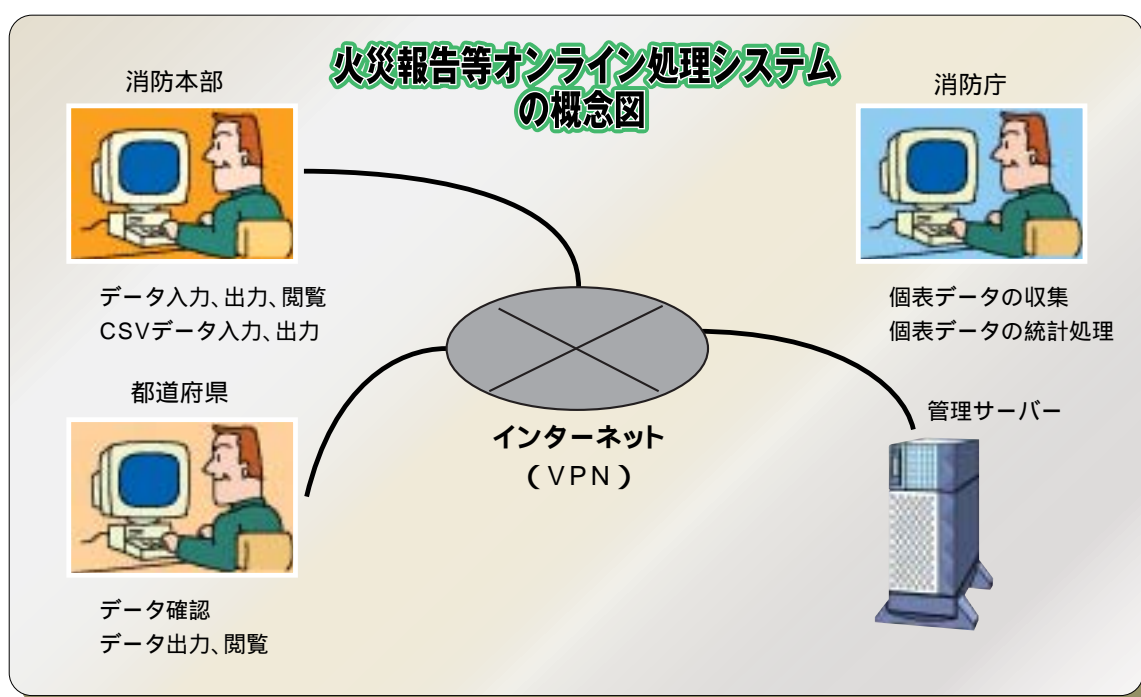 火災報告等オンライン処理システム
の概念図
消防本部
データ入力、出力、閲覧
CSVデータ入力、出力
都道府県
データ確認
データ出力、閲覧
インターネット
（VPN）
消防庁
個表データの収集
個表データの統計処理
管理サーバー